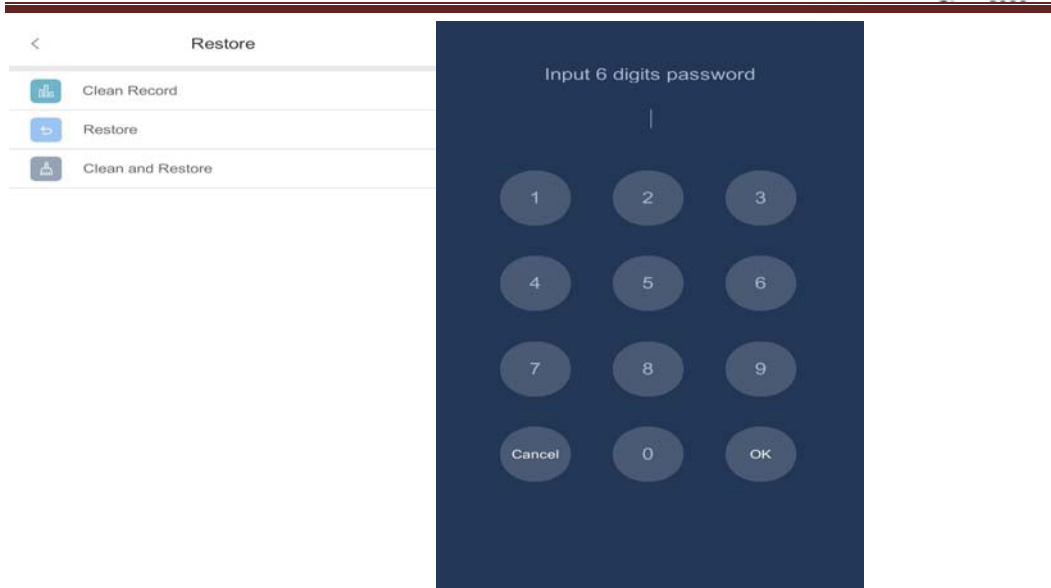 <
Restore
Clean Record
Restore
Clean and Restore
Input 6 digits password
1 2 3
4 5 6
7 8 9
Cancel 0 OK